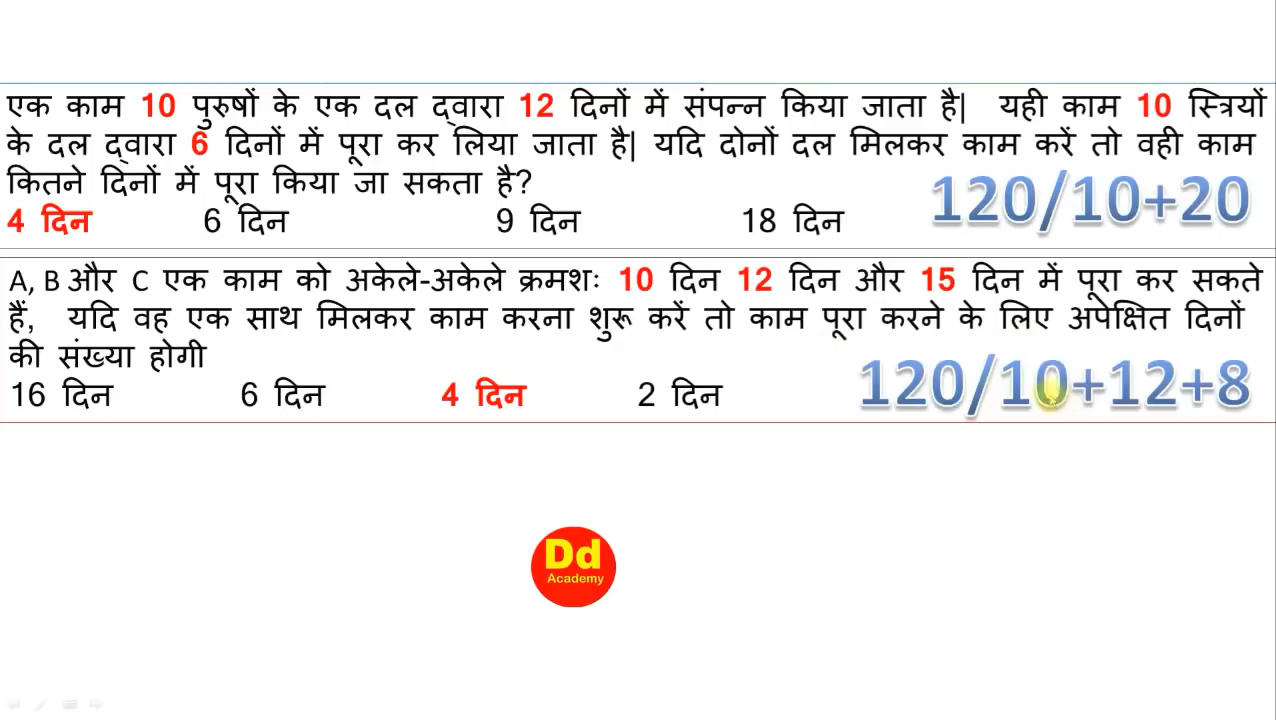 एक काम 10 पुरुषों के एक दल द्वारा 12 दिनों में संपन्न किया जाता है| यही काम 10 स्त्रियों
के दल द्वारा 6 दिनों में पूरा कर लिया जाता है| यदि दोनों दल मिलकर काम करें तो वही काम
कितने दिनों में पूरा किया जा सकता है?
4 दिन 6 दिन 9 दिन 18 दिन 120/10+20
A, B और C एक काम को अकेले-अकेले क्रमशः 10 दिन 12 दिन और 15 दिन में पूरा कर सकते
हैं, यदि वह एक साथ मिलकर काम करना शुरू करें तो काम पूरा करने के लिए अपेक्षित दिनों
की संख्या होगी
16 दिन 6 दिन 4 दिन 2 दिन 120/10+12+8
Dd
Academy